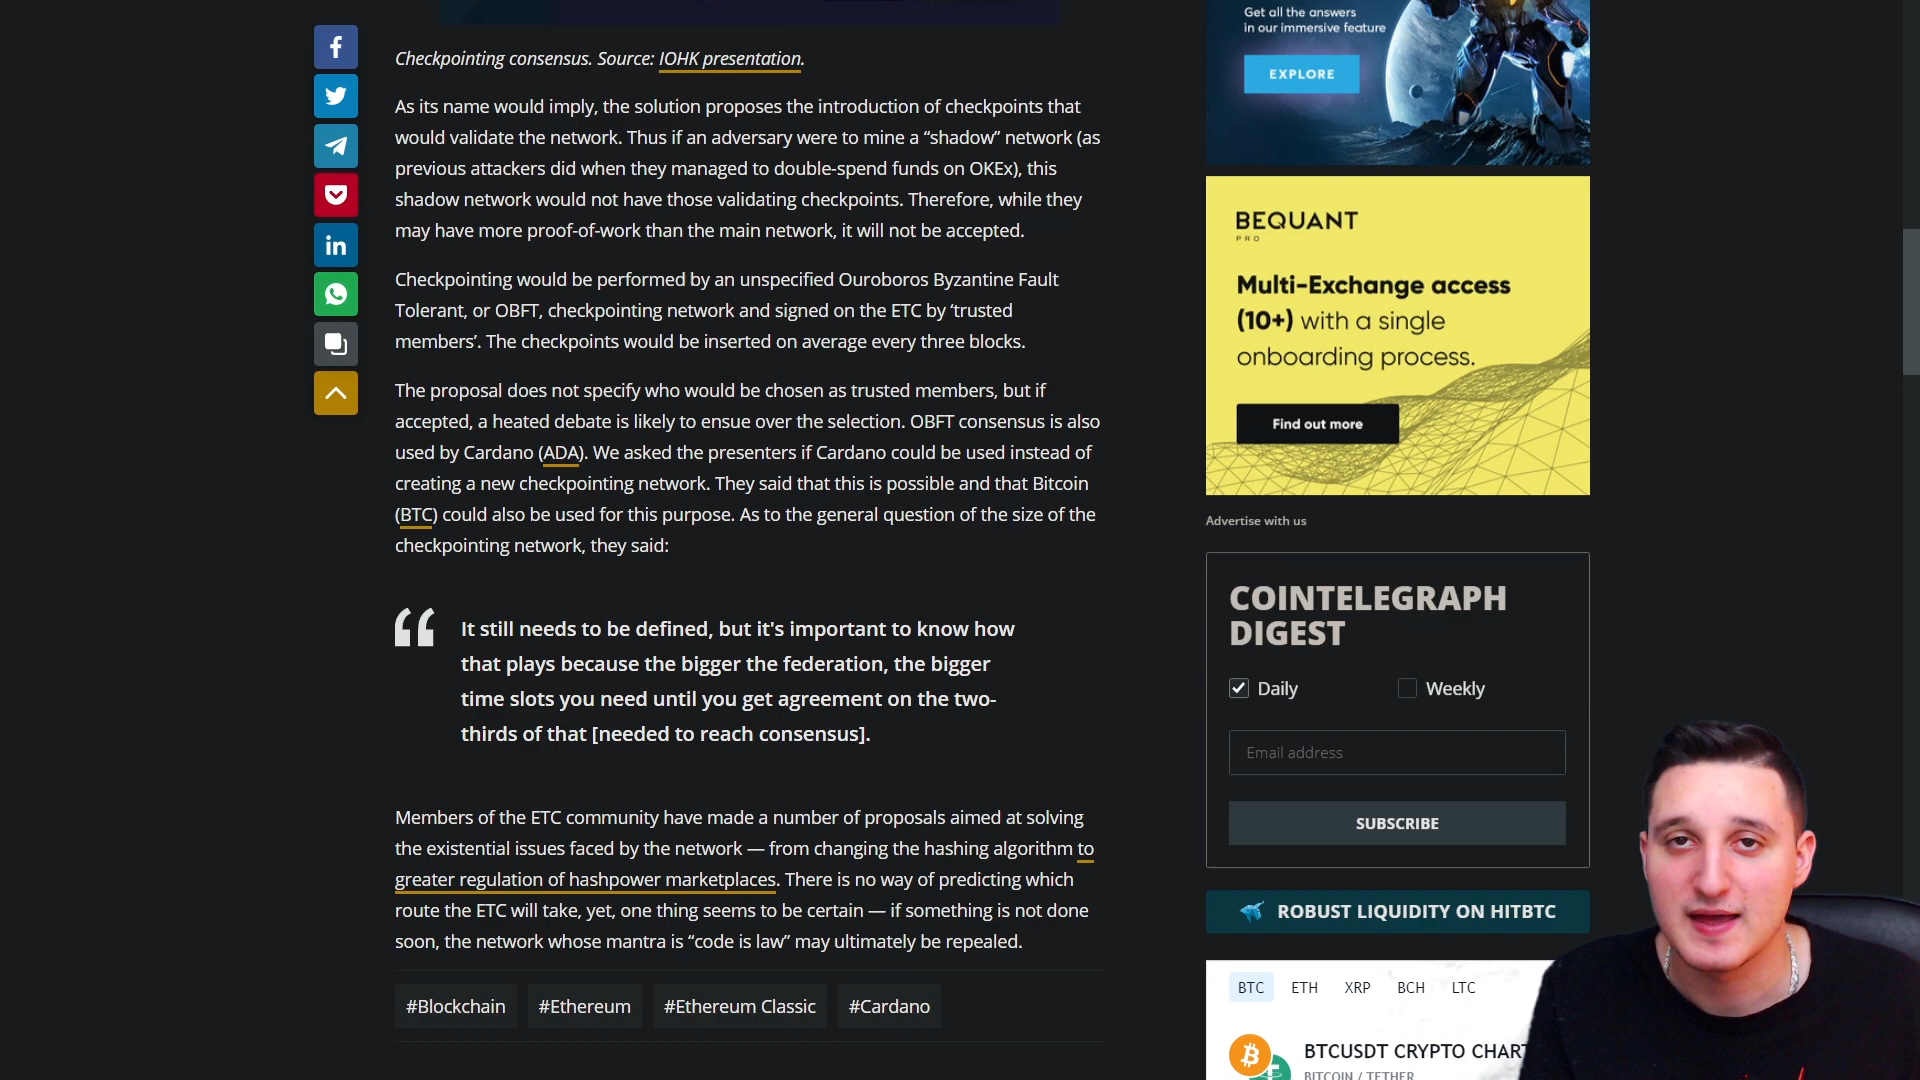 Checkpointing consensus. Source: IOHK presentation.
As its name would imply, the solution proposes the introduction of checkpoints that
would validate the network. Thus if an adversary were to mine a “shadow” network (as
previous attackers did when they managed to double-spend funds on OKEx), this
shadow network would not have those validating checkpoints. Therefore, while they
may have more proof-of-work than the main network, it will not be accepted.
Checkpointing would be performed by an unspecified Ouroboros Byzantine Fault
Tolerant, or OBFT, checkpointing network and signed on the ETC by ‘trusted
members’. The checkpoints would be inserted on average every three blocks.
The proposal does not specify who would be chosen as trusted members, but if
accepted, a heated debate is likely to ensue over the selection. OBFT consensus is also
used by Cardano (ADA). We asked the presenters if Cardano could be used instead of
creating a new checkpointing network. They said that this is possible and that Bitcoin
(BTC) could also be used for this purpose. As to the general question of the size of the
checkpointing network, they said:
It still needs to be defined, but it's important to know how
that plays because the bigger the federation, the bigger
time slots you need until you get agreement on the two-
thirds of that [needed to reach consensus].
Members of the ETC community have made a number of proposals aimed at solving
the existential issues faced by the network — from changing the hashing algorithm to
greater regulation of hashpower marketplaces. There is no way of predicting which
route the ETC will take, yet, one thing seems to be certain — if something is not done
soon, the network whose mantra is “code is law” may ultimately be repealed.
#Blockchain #Ethereum #Ethereum Classic #Cardano
Get all the answers
in our immersive feature
EXPLORE
BEQUANT
PRO
Multi-Exchange access
(10+) with a single
onboarding process.
Find out more
Advertise with us
COINTELEGRAPH
DIGEST
Daily Weekly
Email address
SUBSCRIBE
ROBUST LIQUIDITY ON HITBTC
BTC ETH XRP BCH LTC
BTCUSDT CRYPTO CHART
BITCOIN / TETHER